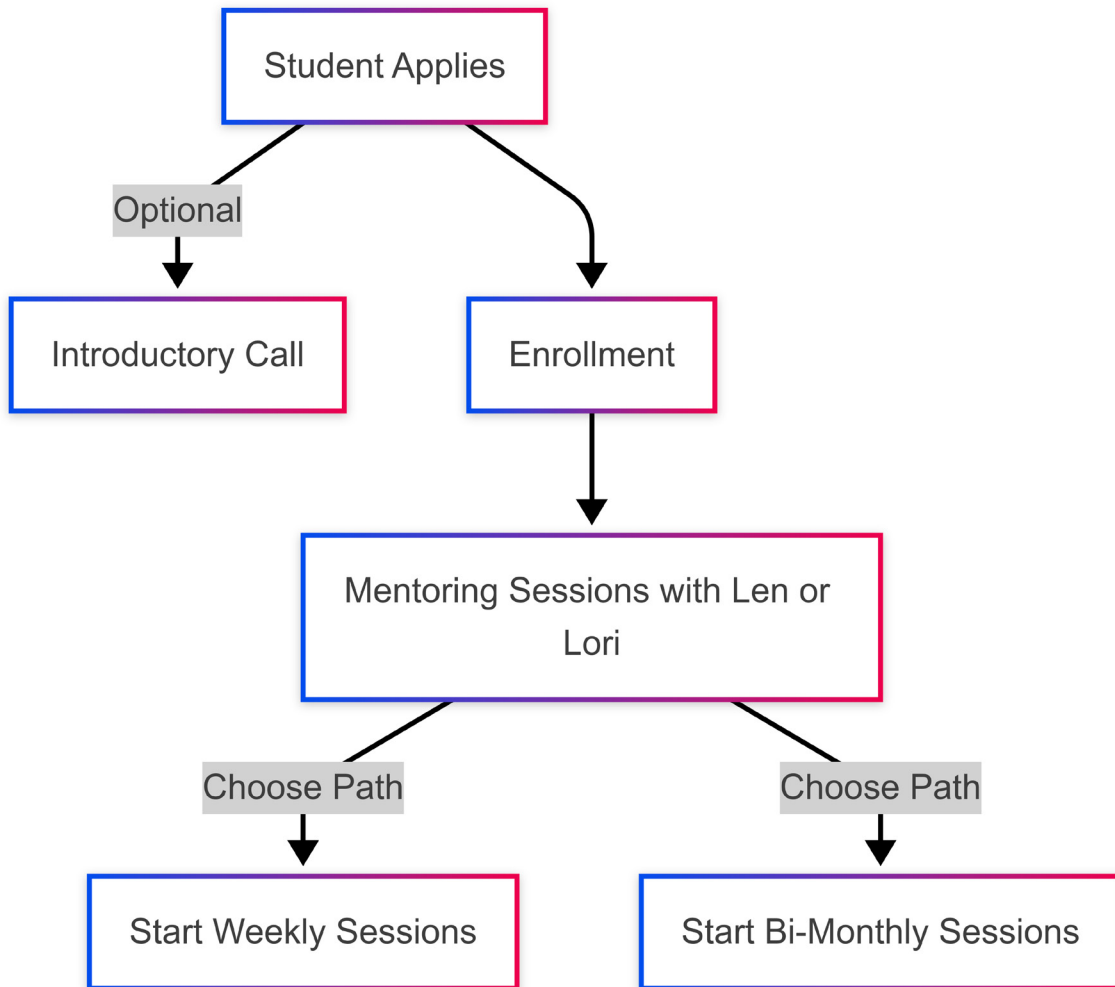 Student Applies
Optional
Introductory Call
Enrollment
Mentoring Sessions with Len or
Lori
Choose Path
Choose Path
Start Weekly Sessions
Start Bi-Monthly Sessions